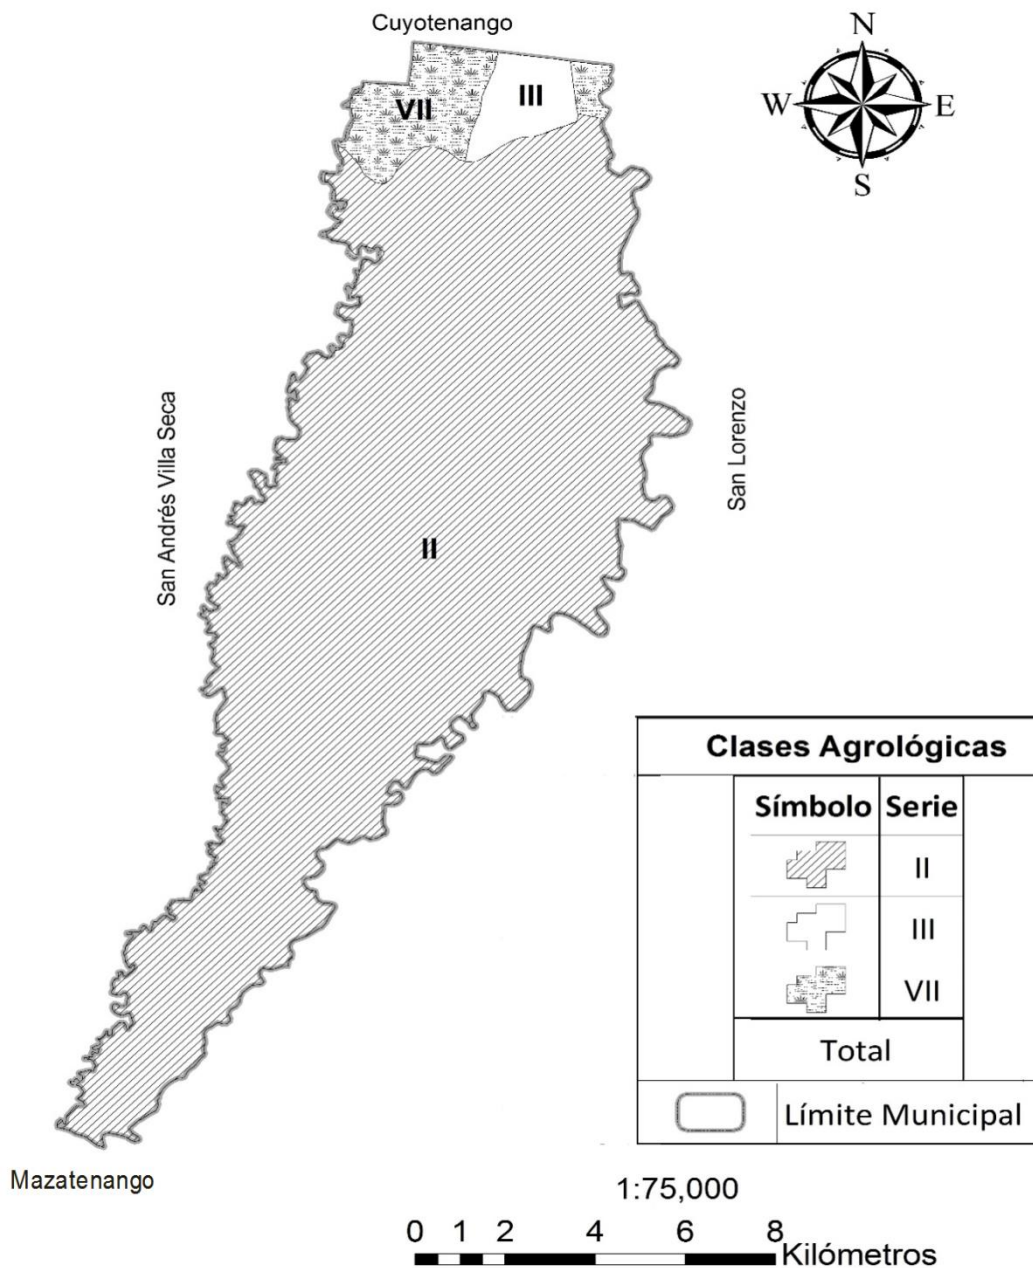 Cuyotenango
N
W E
S
VII
III
San Andrés Villa Seca
San Lorenzo
II
Clases Agrológicas
Símbolo Serie
II
III
VII
Total
Límite Municipal
Mazatenango
1:75,000
0 1 2 4 6 8
Kilómetros